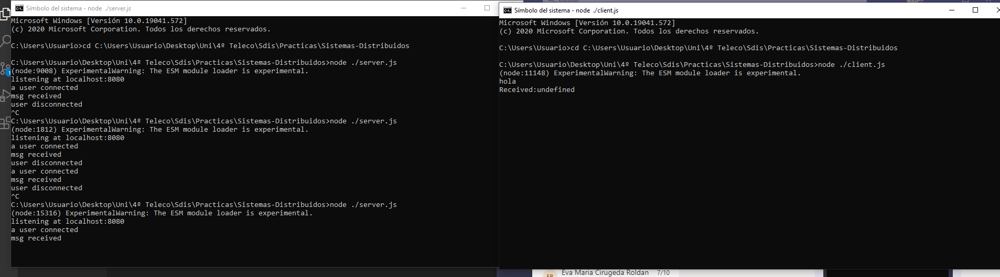 Buscar
Símbolo del sistema - node ./server.js
Microsoft Windows [Versión 10.0.19041.572]
(c) 2020 Microsoft Corporation. Todos los derechos reservados.
C:\Users\Usuario>cd C:\Users\Usuario\Desktop\Uni\4º Teleco\Sdis\Practicas\Sistemas-Distribuidos
C:\Users\Usuario\Desktop\Uni\4º Teleco\Sdis\Practicas\Sistemas-Distribuidos>node ./server.js
(node:9008) ExperimentalWarning: The ESM module loader is experimental.
listening at localhost:8080
a user connected
msg received
user disconnected
^C
C:\Users\Usuario\Desktop\Uni\4º Teleco\Sdis\Practicas\Sistemas-Distribuidos>node ./server.js
(node:1812) ExperimentalWarning: The ESM module loader is experimental.
listening at localhost:8080
a user connected
msg received
user disconnected
a user connected
msg received
user disconnected
^C
C:\Users\Usuario\Desktop\Uni\4º Teleco\Sdis\Practicas\Sistemas-Distribuidos>node ./server.js
(node:15316) ExperimentalWarning: The ESM module loader is experimental.
listening at localhost:8080
a user connected
msg received
Símbolo del sistema - node ./client.js
Microsoft Windows [Versión 10.0.19041.572]
(c) 2020 Microsoft Corporation. Todos los derechos reservados.
C:\Users\Usuario>cd C:\Users\Usuario\Desktop\Uni\4º Teleco\Sdis\Practicas\Sistemas-Distribuidos
C:\Users\Usuario\Desktop\Uni\4º Teleco\Sdis\Practicas\Sistemas-Distribuidos>node ./client.js
(node:11148) ExperimentalWarning: The ESM module loader is experimental.
hola
Received:undefined
1
ER Eva Maria Cirugeda Roldan 7/10